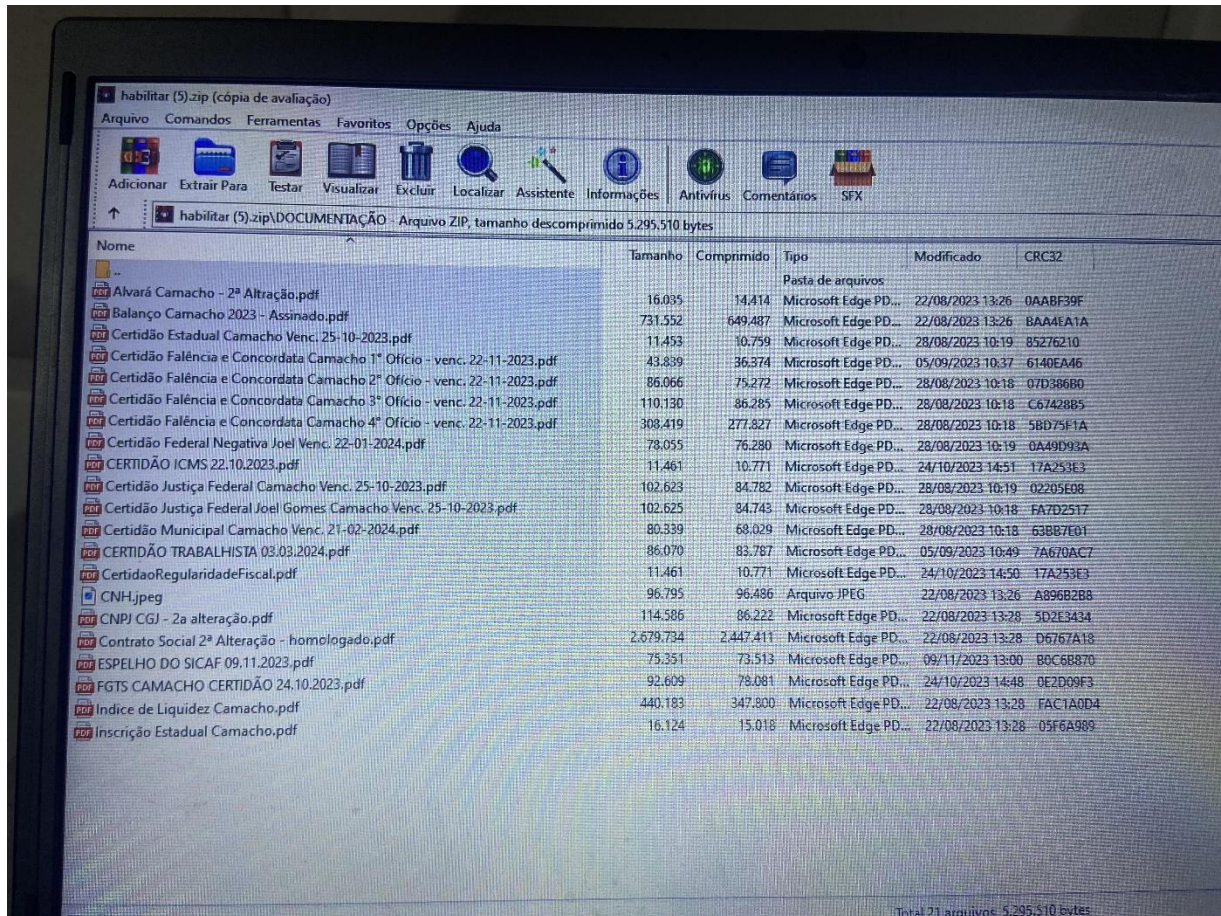 habilitar (5).zip (cópia de avaliação)
Arquivo Comandos Ferramentas Favoritos Opções Ajuda
Adicionar Extrair Para Testar Visualizar Excluir Localizar Assistente Informações Antivírus Comentários SFX
habilitar (5).zip\DOCUMENTAÇÃO - Arquivo ZIP, tamanho descomprimido 5.295.510 bytes
Nome Tamanho Comprimido Tipo Modificado CRC32
.. Pasta de arquivos
Alvará Camacho - 2ª Altração.pdf 16.035 14.414 Microsoft Edge PD... 22/08/2023 13:26 0AABF39F
Balanço Camacho 2023 - Assinado.pdf 731.552 649.487 Microsoft Edge PD... 22/08/2023 13:26 BAA4EA1A
Certidão Estadual Camacho Venc. 25-10-2023.pdf 11.453 10.759 Microsoft Edge PD... 28/08/2023 10:19 85276210
Certidão Falência e Concordata Camacho 1° Ofício - venc. 22-11-2023.pdf 43.839 36.374 Microsoft Edge PD... 05/09/2023 10:37 6140EA46
Certidão Falência e Concordata Camacho 2° Ofício - venc. 22-11-2023.pdf 86.066 75.272 Microsoft Edge PD... 28/08/2023 10:18 07D386B0
Certidão Falência e Concordata Camacho 3° Ofício - venc. 22-11-2023.pdf 110.130 86.285 Microsoft Edge PD... 28/08/2023 10:18 C67428B5
Certidão Falência e Concordata Camacho 4° Ofício - venc. 22-11-2023.pdf 308.419 277.827 Microsoft Edge PD... 28/08/2023 10:18 5BD75F1A
Certidão Federal Negativa Joel Venc. 22-01-2024.pdf 78.055 76.280 Microsoft Edge PD... 28/08/2023 10:19 0A49D93A
CERTIDÃO ICMS 22.10.2023.pdf 11.461 10.771 Microsoft Edge PD... 24/10/2023 14:51 17A253E3
Certidão Justiça Federal Camacho Venc. 25-10-2023.pdf 102.623 84.782 Microsoft Edge PD... 28/08/2023 10:19 02205E08
Certidão Justiça Federal Joel Gomes Camacho Venc. 25-10-2023.pdf 102.625 84.743 Microsoft Edge PD... 28/08/2023 10:18 FA7D2517
Certidão Municipal Camacho Venc. 21-02-2024.pdf 80.339 68.029 Microsoft Edge PD... 28/08/2023 10:18 63BB7E01
CERTIDÃO TRABALHISTA 03.03.2024.pdf 86.070 83.787 Microsoft Edge PD... 05/09/2023 10:49 7A670AC7
CertidaoRegularidadeFiscal.pdf 11.461 10.771 Microsoft Edge PD... 24/10/2023 14:50 17A253E3
CNH.jpeg 96.795 96.486 Arquivo JPEG 22/08/2023 13:26 A896B2B8
CNPJ CGJ - 2a alteração.pdf 114.586 86.222 Microsoft Edge PD... 22/08/2023 13:28 5D2E3434
Contrato Social 2ª Alteração - homologado.pdf 2.679.734 2.447.411 Microsoft Edge PD... 22/08/2023 13:28 D6767A18
ESPELHO DO SICAF 09.11.2023.pdf 75.351 73.513 Microsoft Edge PD... 09/11/2023 13:00 B0C6B870
FGTS CAMACHO CERTIDÃO 24.10.2023.pdf 92.609 78.081 Microsoft Edge PD... 24/10/2023 14:48 0E2D09F3
Indice de Liquidez Camacho.pdf 440.183 347.800 Microsoft Edge PD... 22/08/2023 13:28 FAC1A0D4
Inscrição Estadual Camacho.pdf 16.124 15.018 Microsoft Edge PD... 22/08/2023 13:28 05F6A989
Total 21 arquivos, 5.295.510 bytes